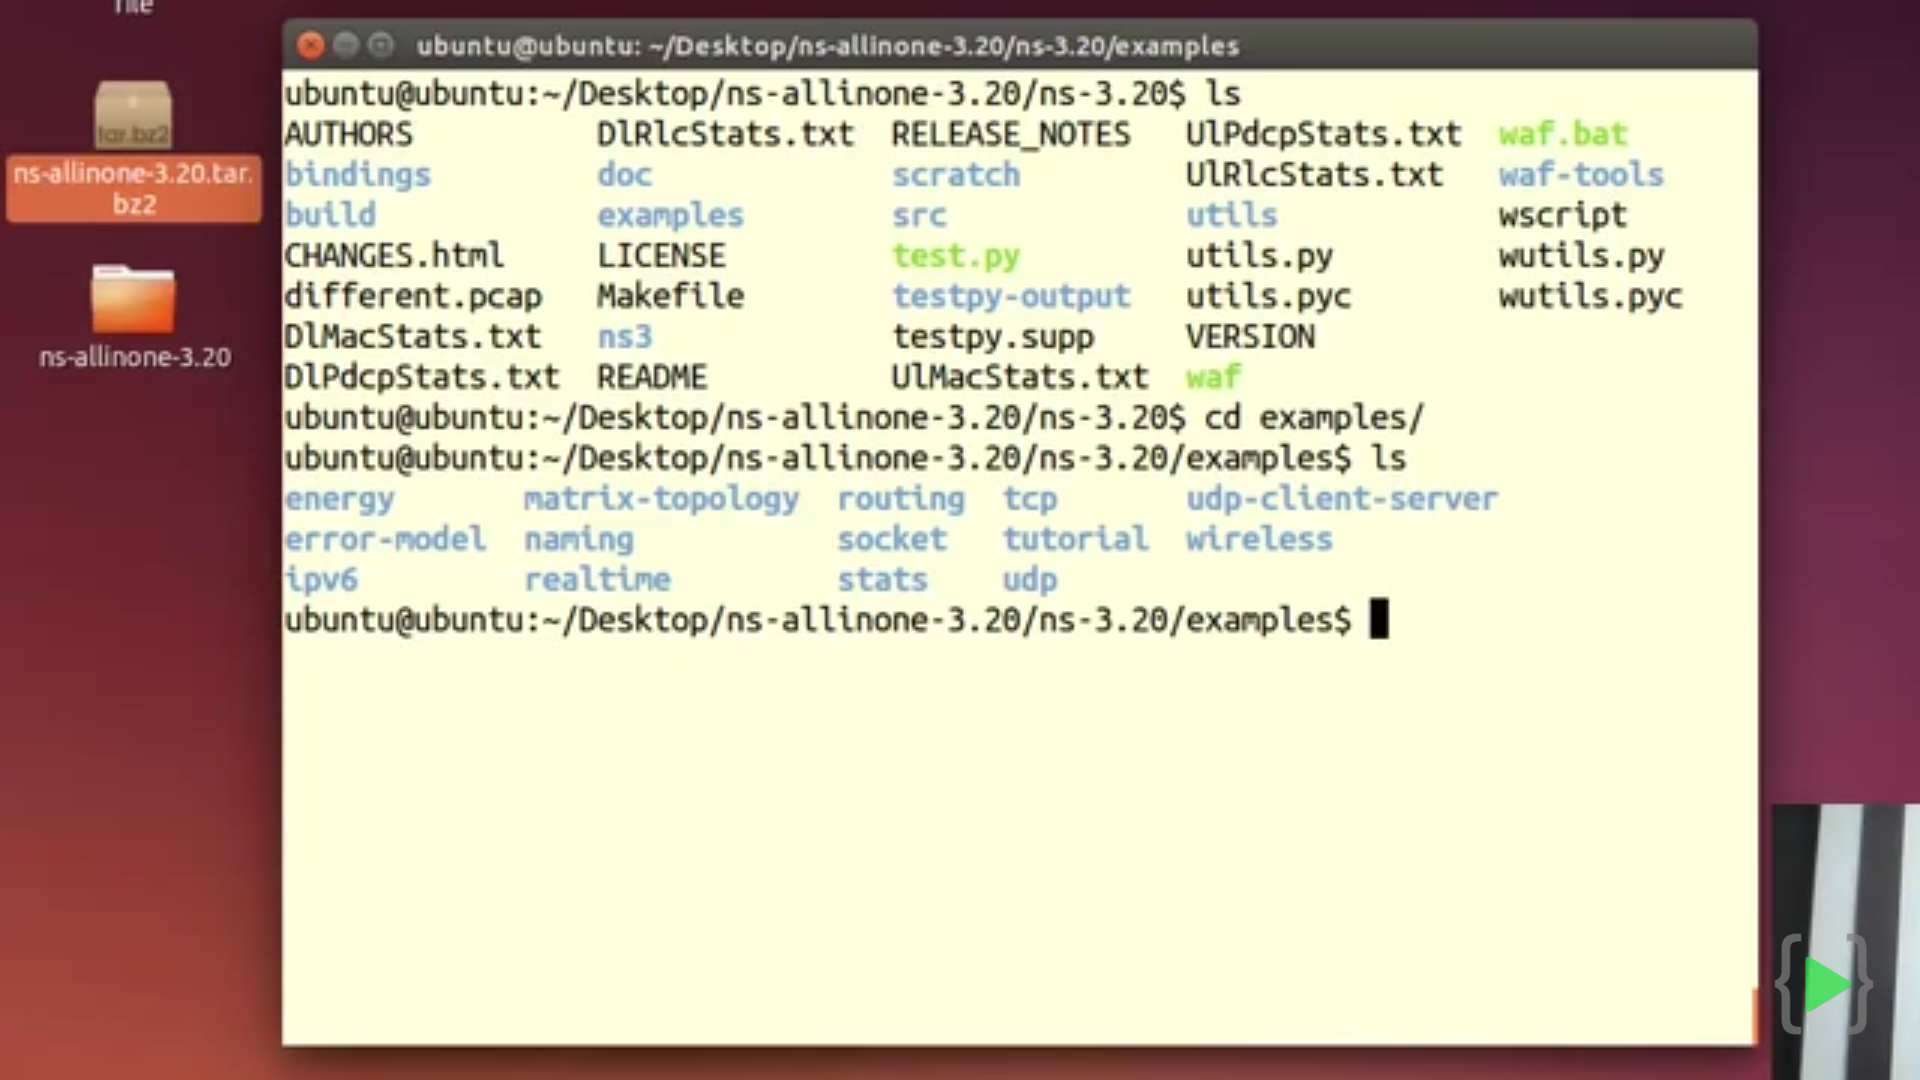 file
tar.bz2
ns-allinone-3.20.tar.
bz2
ns-allinone-3.20
ubuntu@ubuntu: ~/Desktop/ns-allinone-3.20/ns-3.20/examples
ubuntu@ubuntu:~/Desktop/ns-allinone-3.20/ns-3.20$ ls
AUTHORS DlRlcStats.txt RELEASE_NOTES UlPdcpStats.txt waf.bat
bindings doc scratch UlRlcStats.txt waf-tools
build examples src utils wscript
CHANGES.html LICENSE test.py utils.py wutils.py
different.pcap Makefile testpy-output utils.pyc wutils.pyc
DlMacStats.txt ns3 testpy.supp VERSION
DlPdcpStats.txt README UlMacStats.txt waf
ubuntu@ubuntu:~/Desktop/ns-allinone-3.20/ns-3.20$ cd examples/
ubuntu@ubuntu:~/Desktop/ns-allinone-3.20/ns-3.20/examples$ ls
energy matrix-topology routing tcp udp-client-server
error-model naming socket tutorial wireless
ipv6 realtime stats udp
ubuntu@ubuntu:~/Desktop/ns-allinone-3.20/ns-3.20/examples$